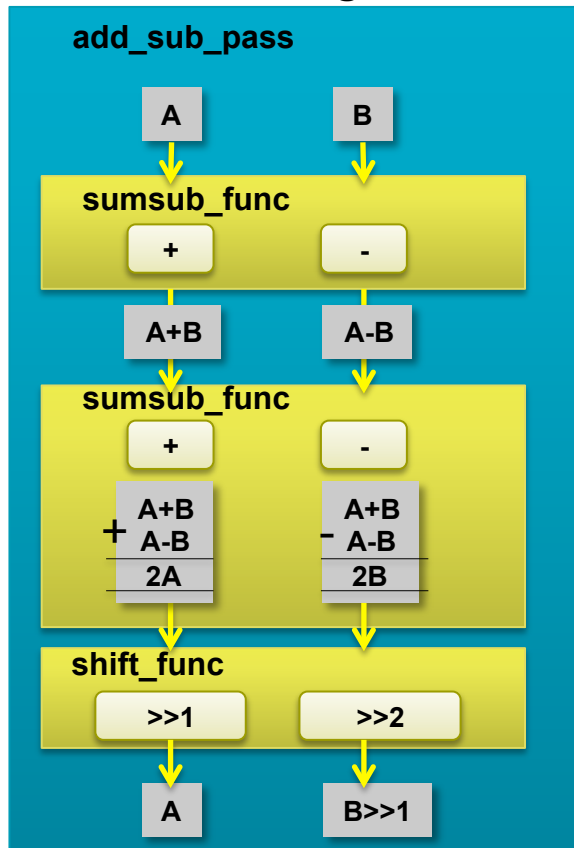 add_sub_pass
A B
sumsub_func
+ -
A+B A-B
sumsub_func
+ -
A+B A+B
+ A-B - A-B
2A 2B
shift_func
>>1 >>2
A B>>1